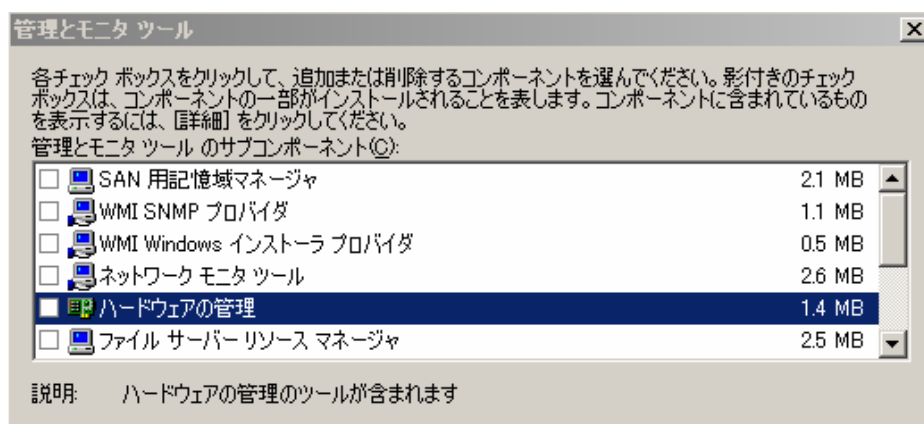 管理とモニタ ツール
各チェック ボックスをクリックして、追加または削除するコンポーネントを選んでください。影付きのチェック
ボックスは、コンポーネントの一部がインストールされることを表します。コンポーネントに含まれているもの
を表示するには、[詳細] をクリックしてください。
管理とモニタ ツール のサブコンポーネント(C):
SAN 用記憶域マネージャ 2.1 MB
WMI SNMP プロバイダ 1.1 MB
WMI Windows インストーラ プロバイダ 0.5 MB
ネットワーク モニタ ツール 2.6 MB
ハードウェアの管理 1.4 MB
ファイル サーバー リソース マネージャ 2.5 MB
説明: ハードウェアの管理のツールが含まれます